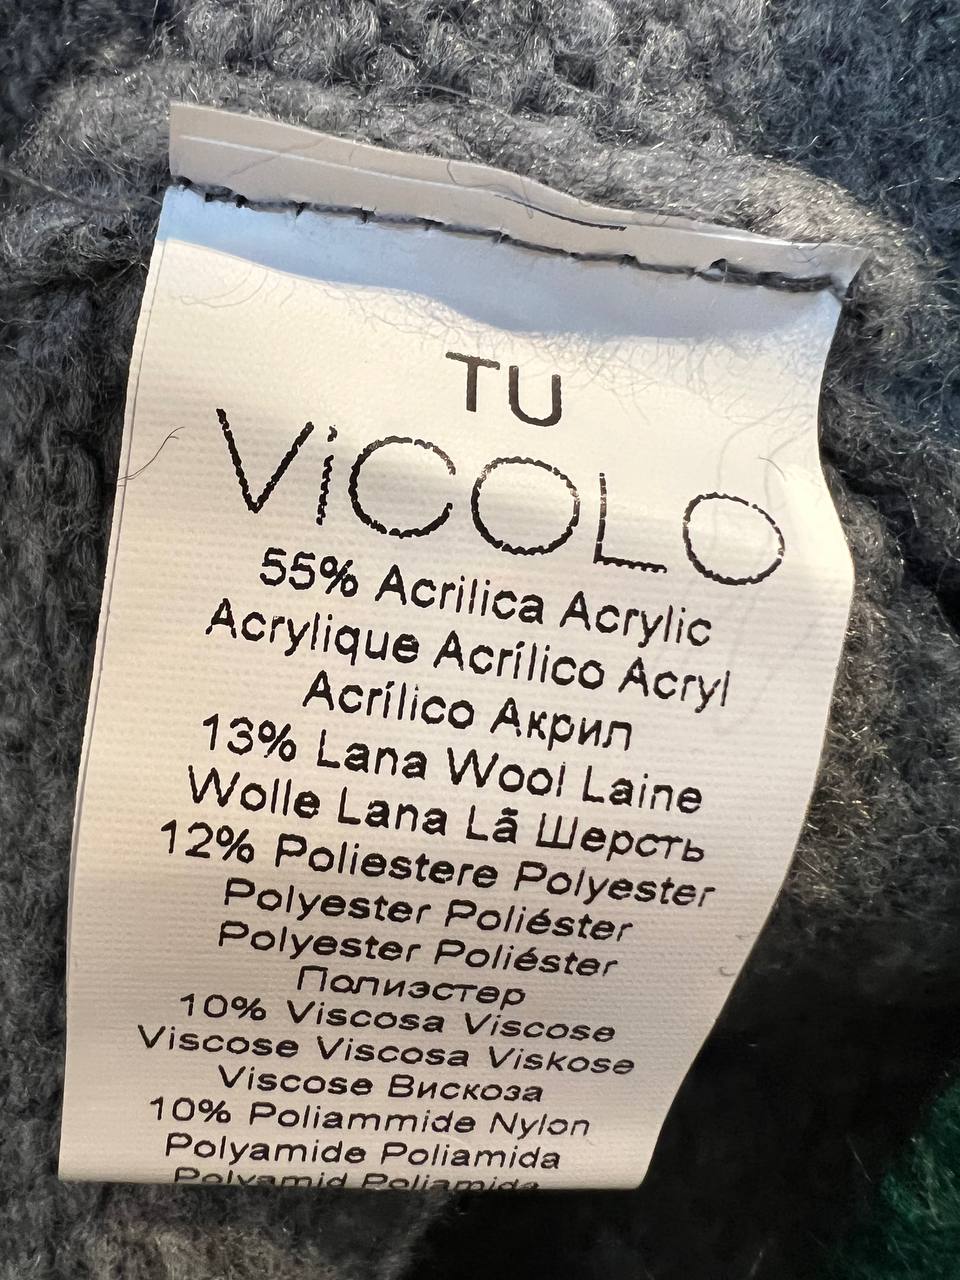 TU
ViCOLO
55% Acrilica Acrylic
Acrylique Acrílico Acryl
Acrílico Акрил
13% Lana Wool Laine
Wolle Lana Lã Шерсть
12% Poliestere Polyester
Polyester Poliéster
Polyester Poliéster
Полиэстер
10% Viscosa Viscose
Viscose Viscosa Viskose
Viscose Вискоза
10% Poliammide Nylon
Polyamide Poliamida
Polyamid Poliamida